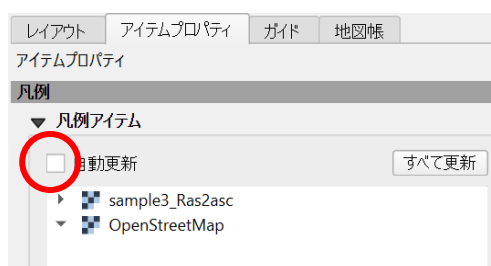 レイアウト アイテムプロパティ ガイド 地図帳
アイテムプロパティ
凡例
凡例アイテム
自動更新 すべて更新
sample3_Ras2asc
OpenStreetMap